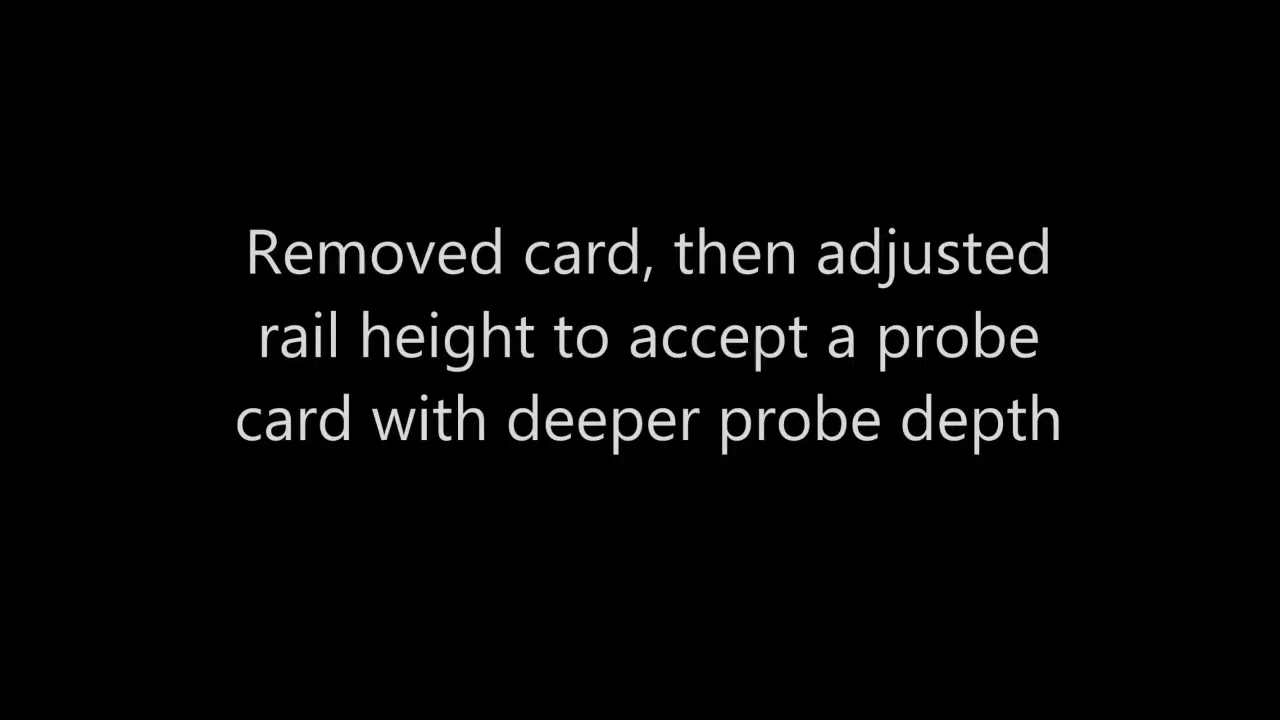 Removed card, then adjusted
rail height to accept a probe
card with deeper probe depth